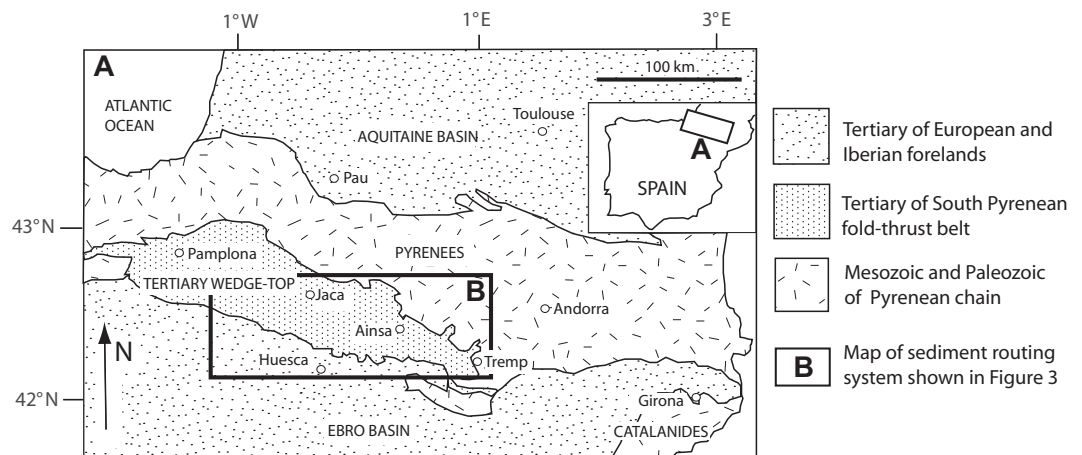 1°W
1°E
3°E
A
100 km
ATLANTIC
OCEAN
Toulouse
AQUITAINE BASIN
A
SPAIN
Pau
43°N
PYRENEES
Pamplona
TERTIARY WEDGE-TOP
B
Jaca
Andorra
Ainsa
N
Huesca
Tremp
42°N
Girona
EBRO BASIN
CATALANIDES
Tertiary of European and
Iberian forelands
Tertiary of South Pyrenean
fold-thrust belt
Mesozoic and Paleozoic
of Pyrenean chain
B
Map of sediment routing
system shown in Figure 3